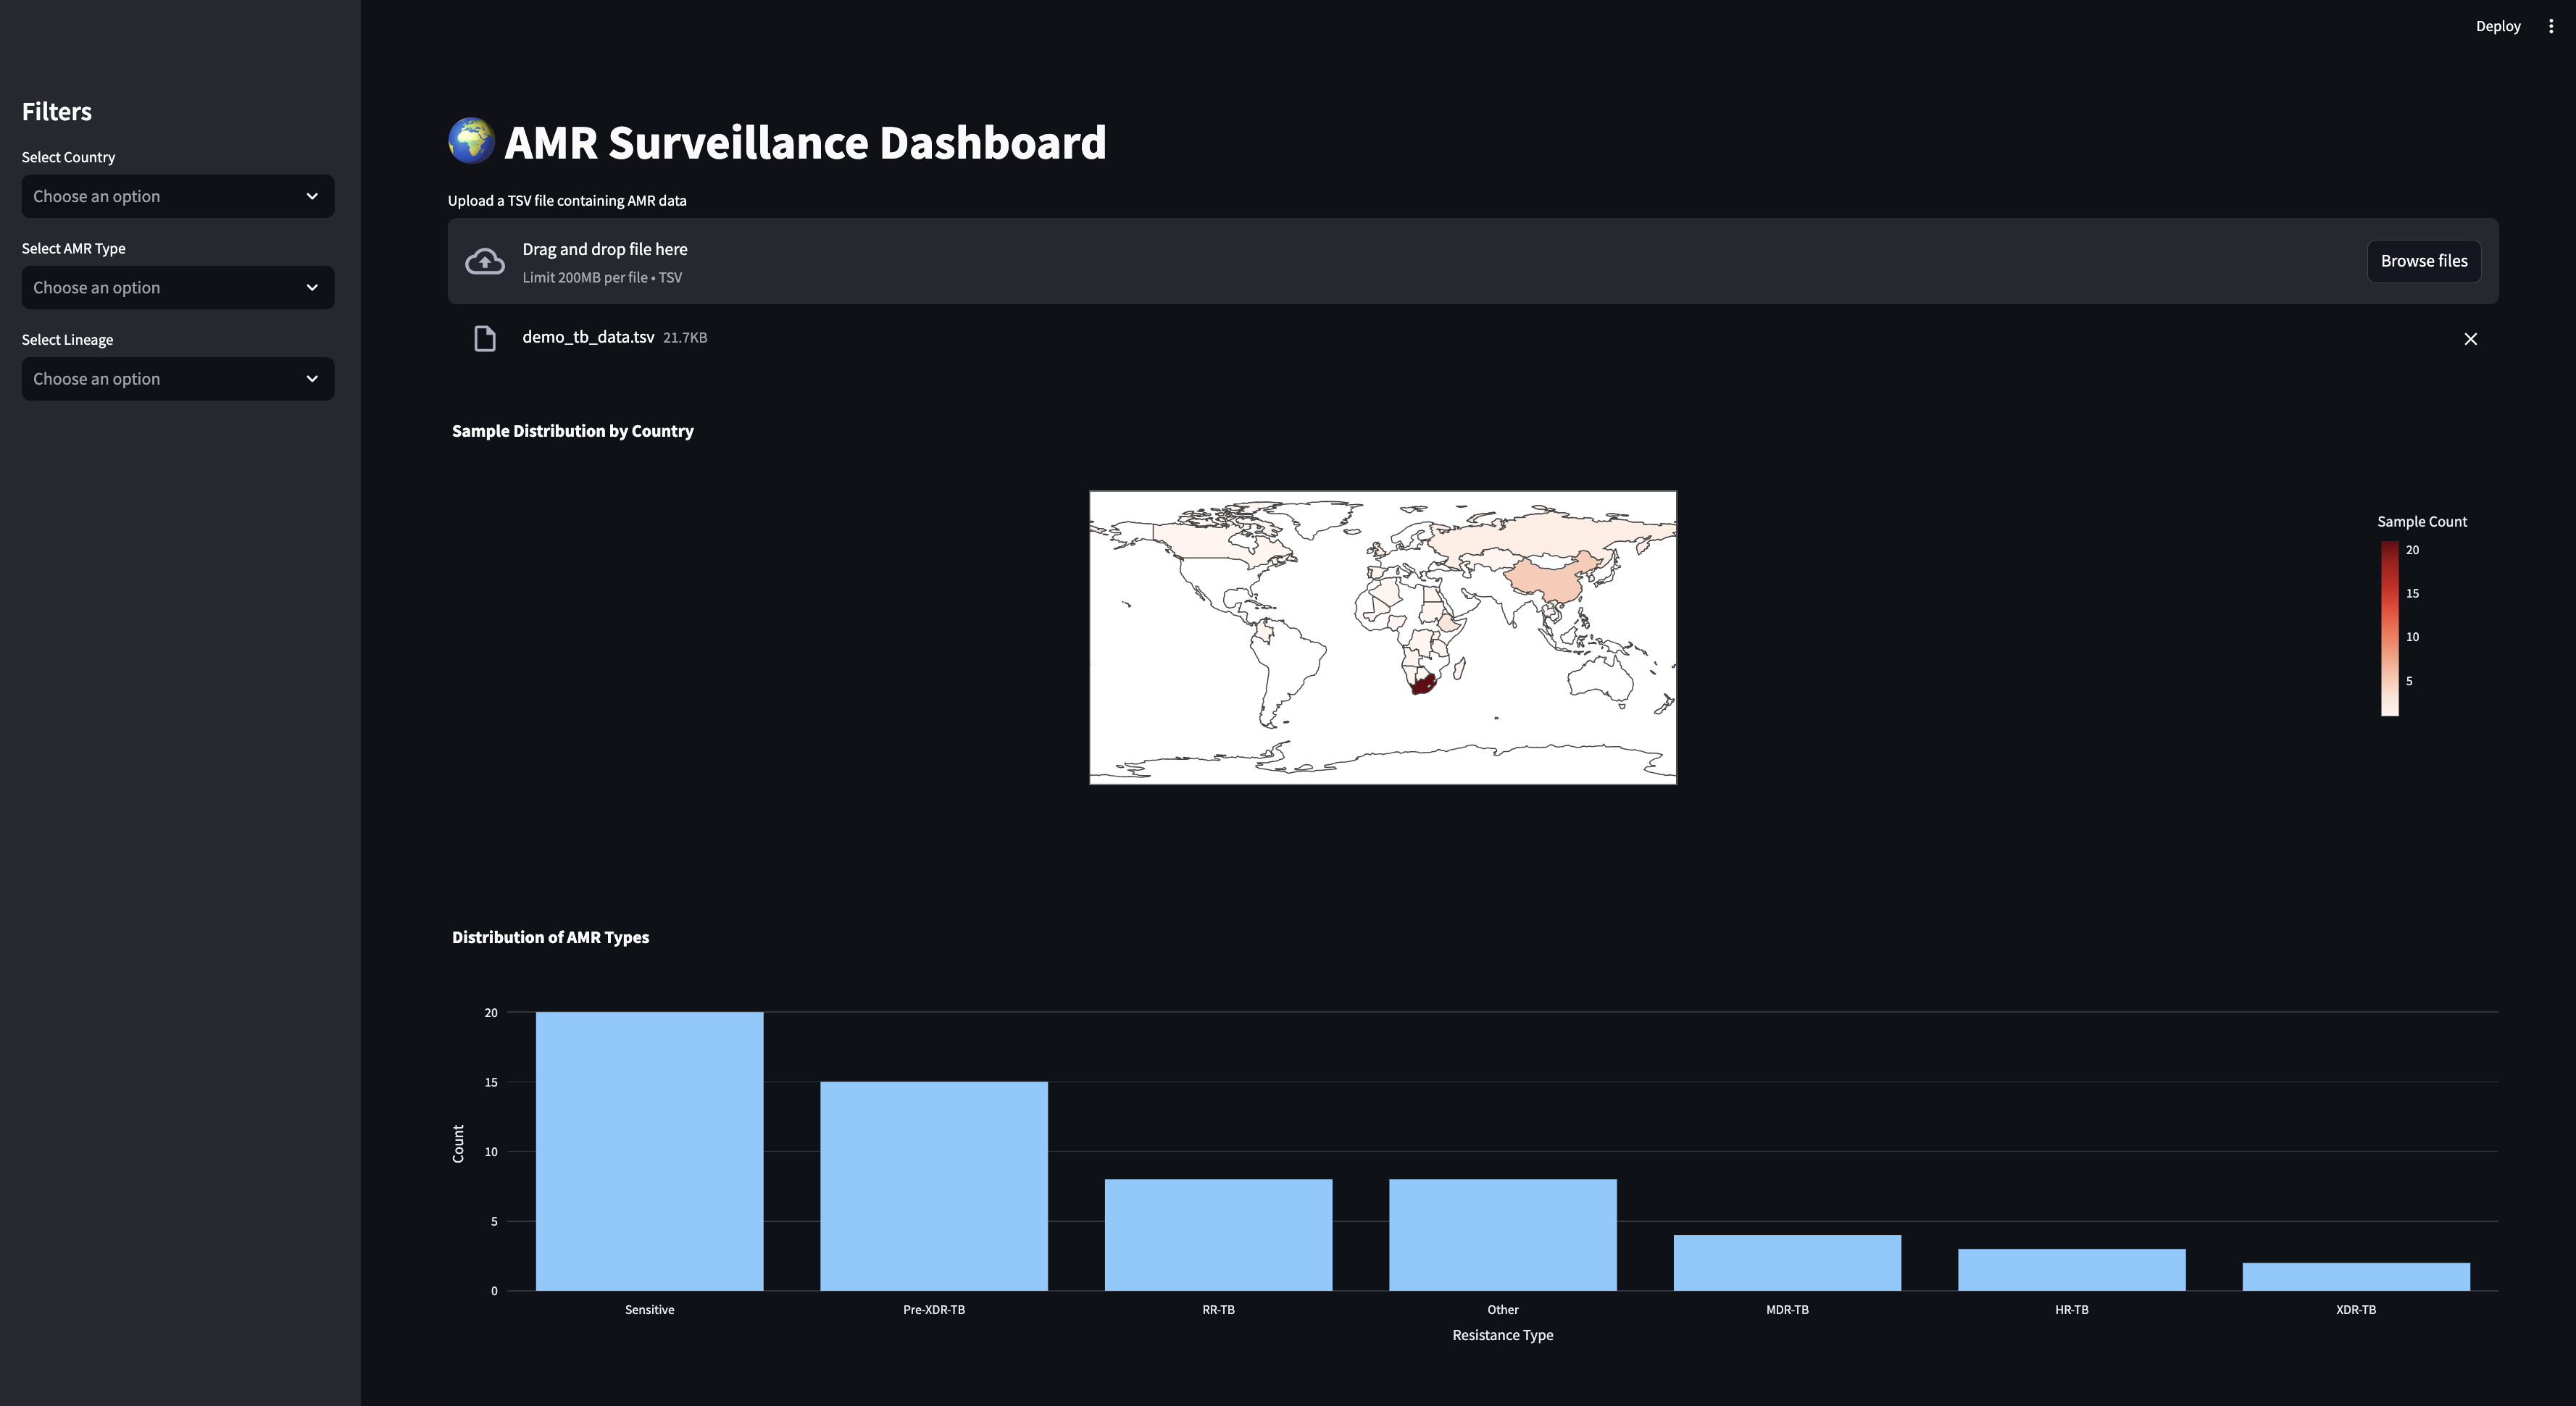 Deploy
Filters
Select Country
Choose an option
Select AMR Type
Choose an option
Select Lineage
Choose an option
AMR Surveillance Dashboard
Upload a TSV file containing AMR data
Drag and drop file here
Limit 200MB per file • TSV
Browse files
demo_tb_data.tsv 21.7KB
Sample Distribution by Country
Sample Count
20
15
10
5
Distribution of AMR Types
Count
20
15
10
5
0
Sensitive Pre-XDR-TB RR-TB Other MDR-TB HR-TB XDR-TB
Resistance Type